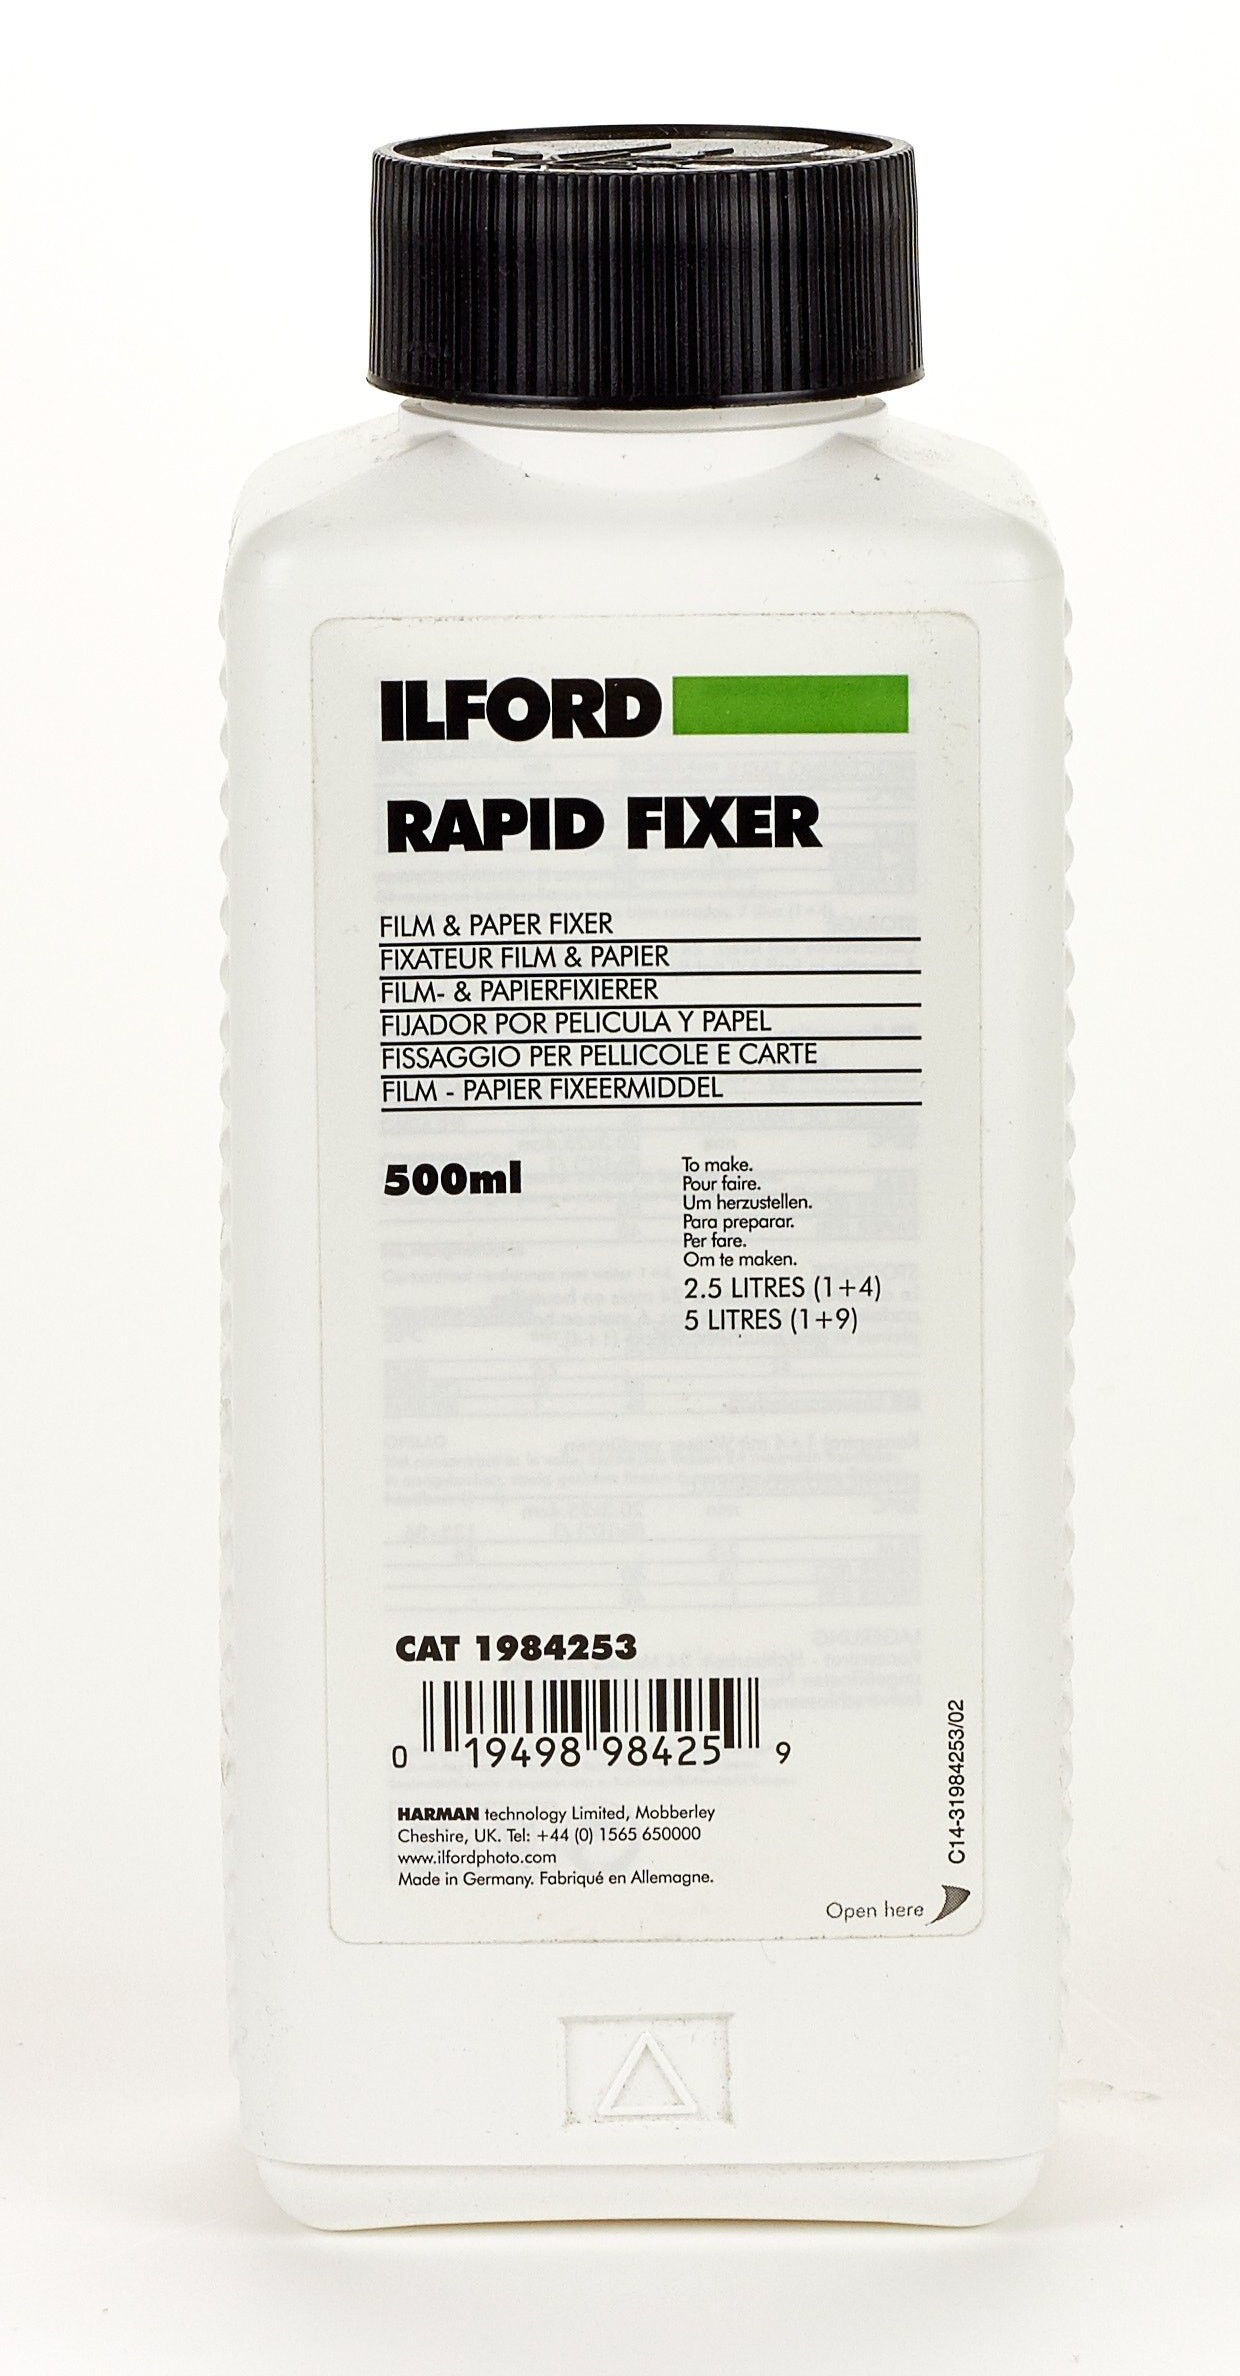 ILFORD
RAPID FIXER
FILM & PAPER FIXER
FIXATEUR FILM & PAPIER
FILM- & PAPIERFIXIERER
FIJADOR POR PELICULA Y PAPEL
FISSAGGIO PER PELLICOLE E CARTE
FILM - PAPIER FIXEERMIDDEL
500ml
To make.
Pour faire.
Um herzustellen.
Para preparar.
Per fare.
Om te maken.
2.5 LITRES (1+4)
5 LITRES (1+9)
CAT 1984253
0 19498 98425 9
HARMAN technology Limited, Mobberley
Cheshire, UK. Tel: +44 (0) 1565 650000
www.ilfordphoto.com
Made in Germany. Fabriqué en Allemagne.
C14-31984253/02
Open here